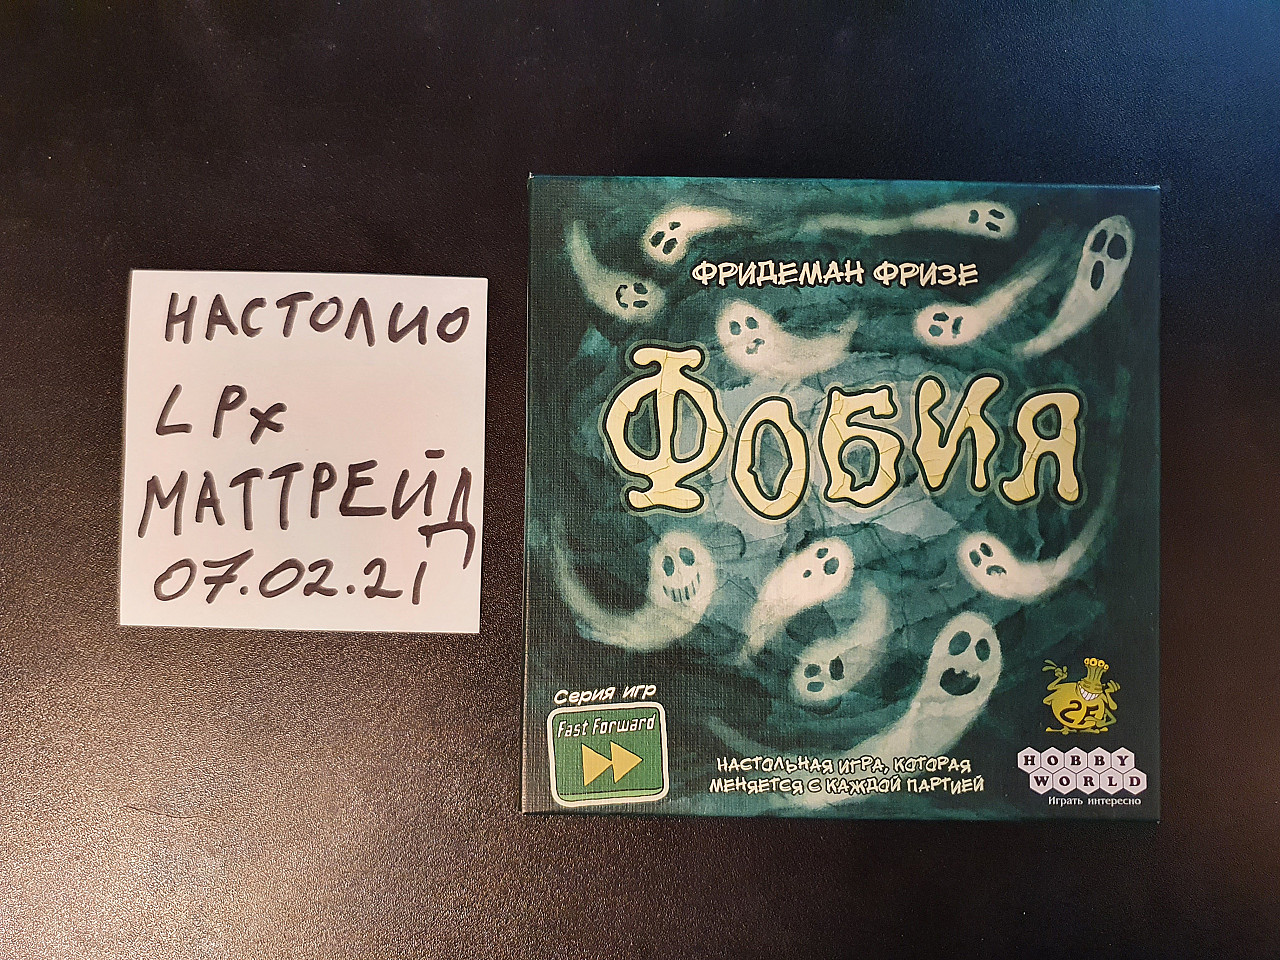 НАСТОЛИО
LPx
МАТТРЕЙД
07.02.21
ФРИДЕМАН ФРИЗЕ
ФОБИЯ
Серия игр
Fast Forward
НАСТОЛЬНАЯ ИГРА, КОТОРАЯ
МЕНЯЕТСЯ С КАЖДОЙ ПАРТИЕЙ
2F
HOBBY
WORLD
Играть интересно